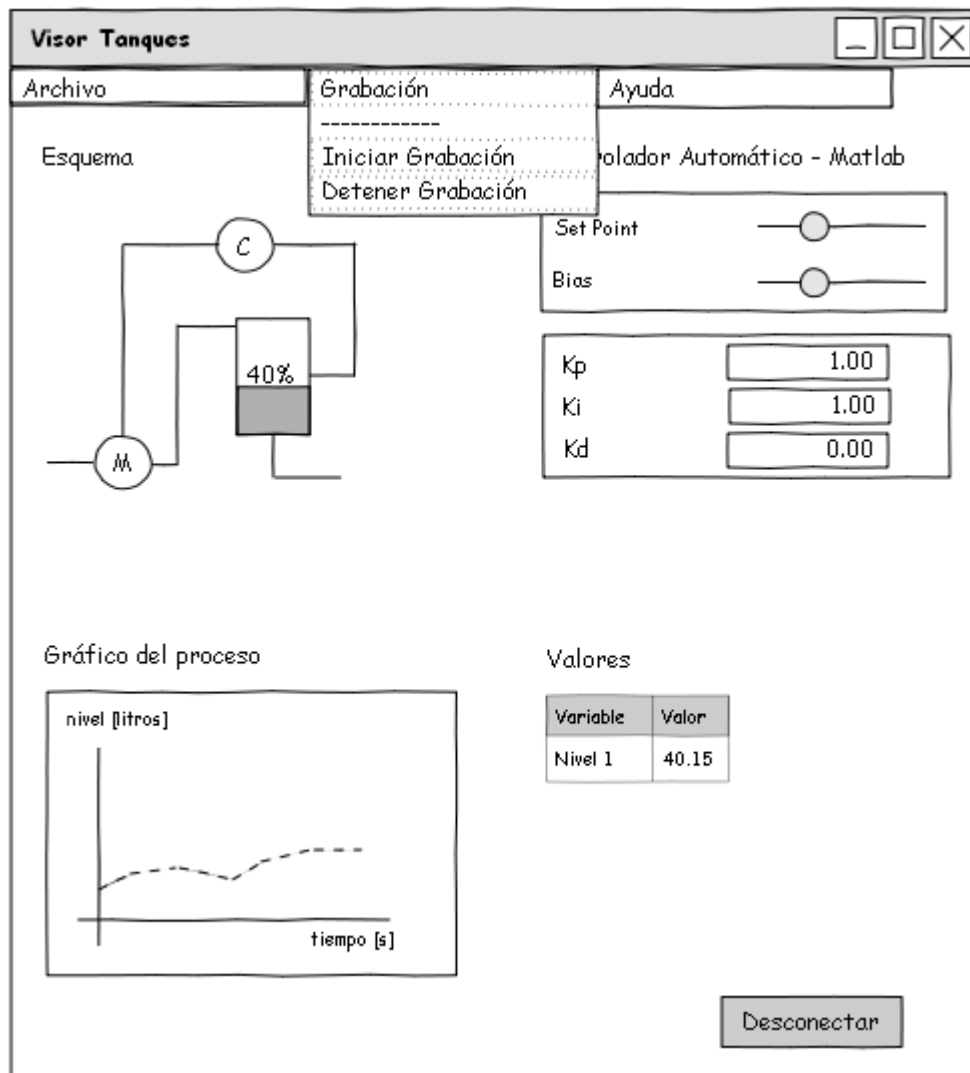 Visor Tanques
Archivo
Grabación
Ayuda
------------
Iniciar Grabación
Detener Grabación
Esquema
olador Automático - Matlab
C
40%
M
Set Point
Bias
Kp 1.00
Ki 1.00
Kd 0.00
Gráfico del proceso
nivel [litros]
tiempo [s]
Valores
Variable Valor
Nivel 1 40.15
Desconectar